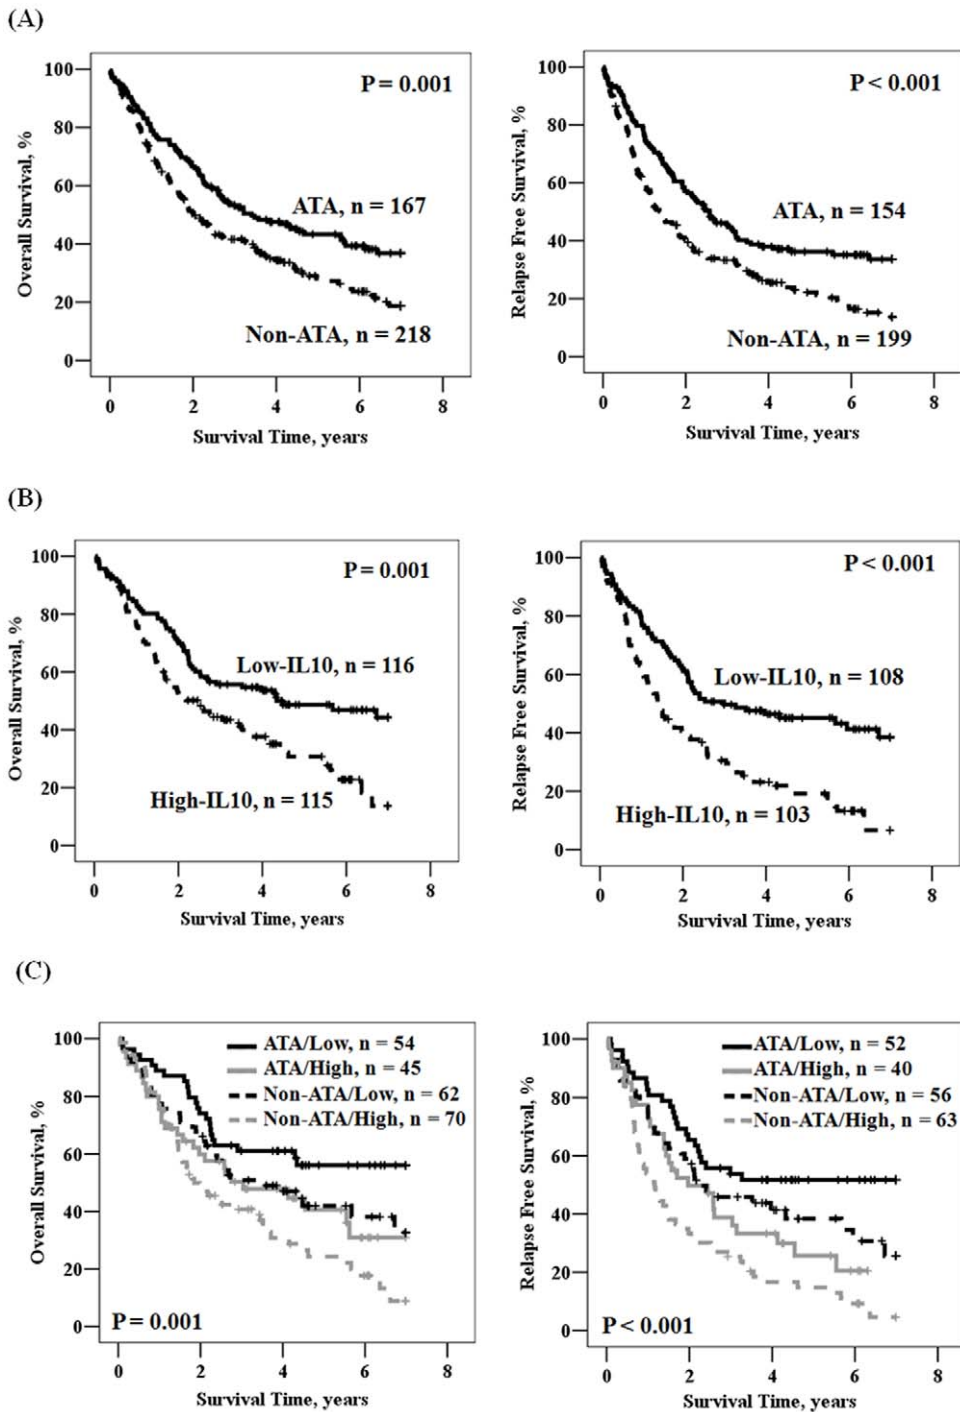 (A)
100
80
60
40
20
0
Overall Survival, %
P = 0.001
ATA, n = 167
Non-ATA, n = 218
0 2 4 6 8
Survival Time, years
100
80
60
40
20
0
Relapse Free Survival, %
P < 0.001
ATA, n = 154
Non-ATA, n = 199
0 2 4 6 8
Survival Time, years
(B)
100
80
60
40
20
0
Overall Survival, %
P = 0.001
Low-IL10, n = 116
High-IL10, n = 115
0 2 4 6 8
Survival Time, years
100
80
60
40
20
0
Relapse Free Survival, %
P < 0.001
Low-IL10, n = 108
High-IL10, n = 103
0 2 4 6 8
Survival Time, years
(C)
100
80
60
40
20
0
Overall Survival, %
ATA/Low, n = 54
ATA/High, n = 45
Non-ATA/Low, n = 62
Non-ATA/High, n = 70
P = 0.001
0 2 4 6 8
Survival Time, years
100
80
60
40
20
0
Relapse Free Survival, %
ATA/Low, n = 52
ATA/High, n = 40
Non-ATA/Low, n = 56
Non-ATA/High, n = 63
P < 0.001
0 2 4 6 8
Survival Time, years